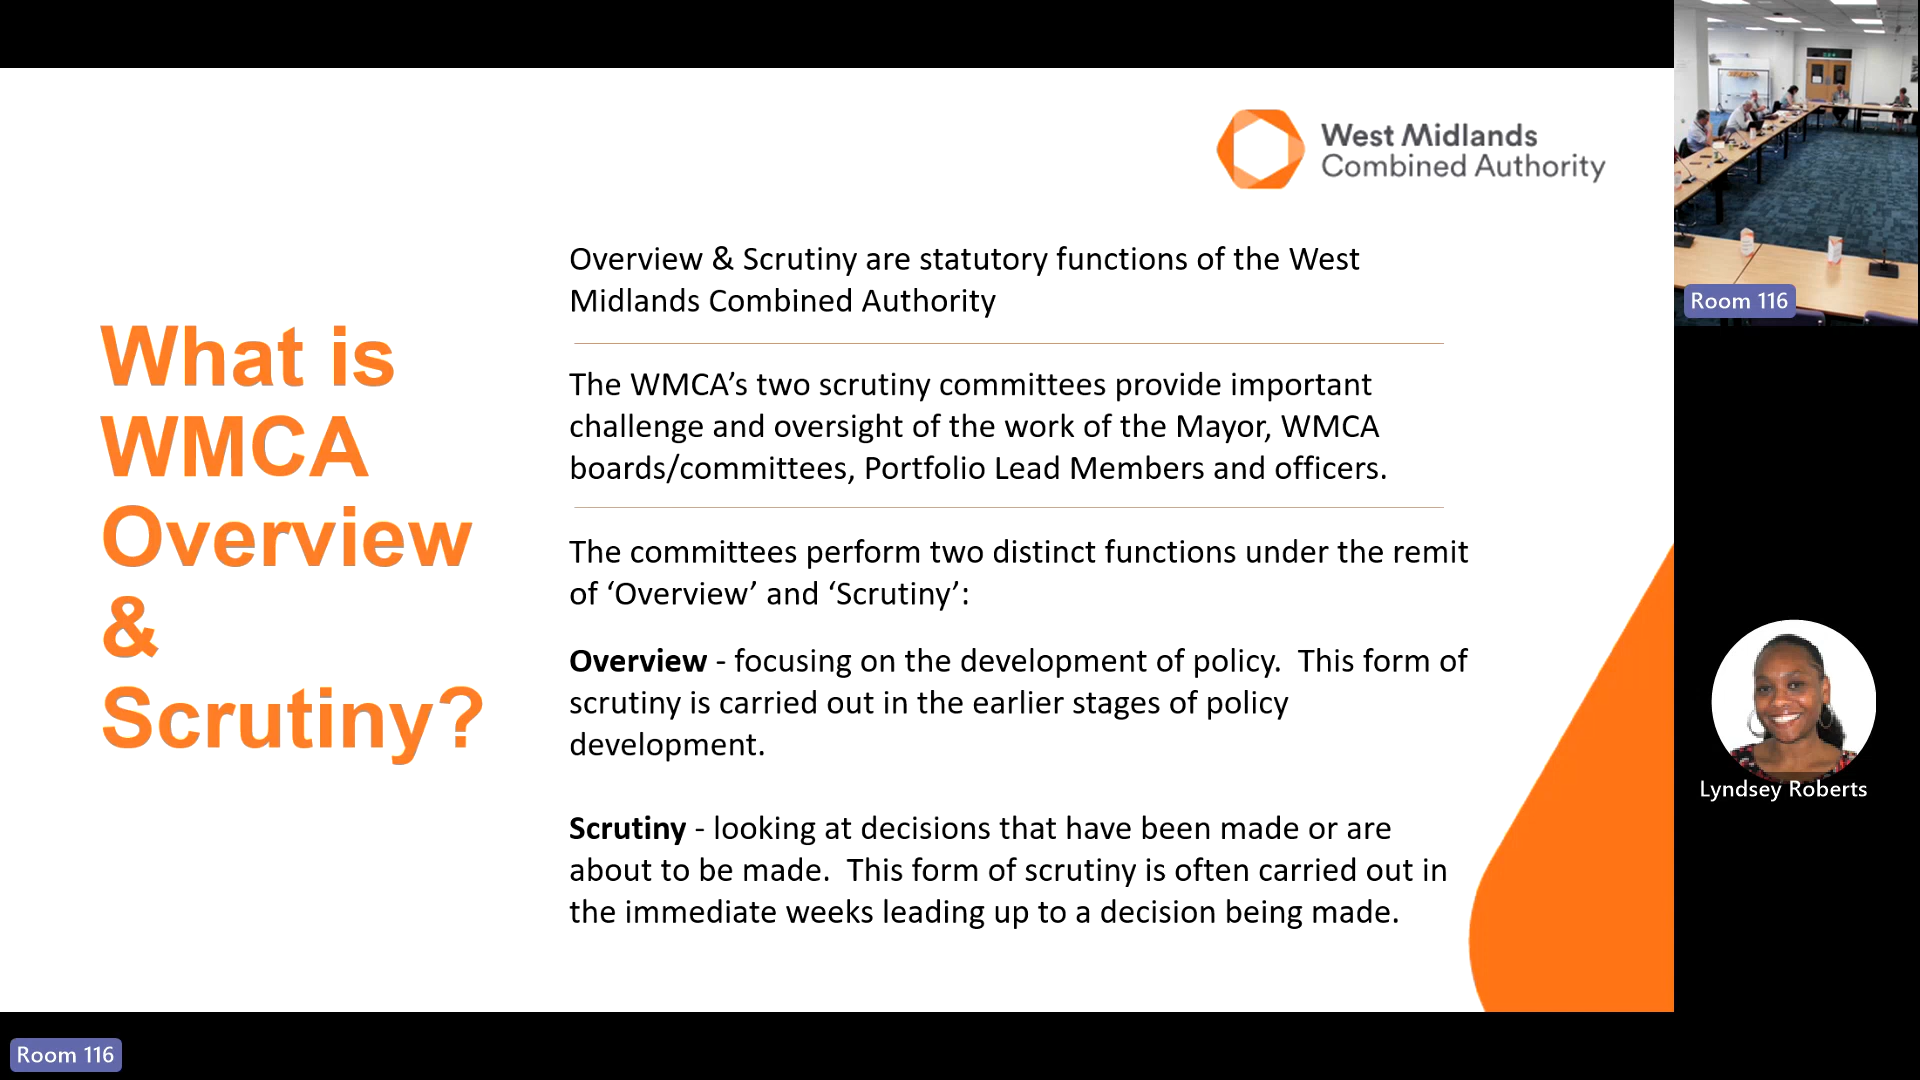 West Midlands
Combined Authority
What is
WMCA
Overview
&
Scrutiny?
Overview & Scrutiny are statutory functions of the West
Midlands Combined Authority
The WMCA’s two scrutiny committees provide important
challenge and oversight of the work of the Mayor, WMCA
boards/committees, Portfolio Lead Members and officers.
The committees perform two distinct functions under the remit
of ‘Overview’ and ‘Scrutiny’:
Overview - focusing on the development of policy.  This form of
scrutiny is carried out in the earlier stages of policy
development.
Scrutiny - looking at decisions that have been made or are
about to be made.  This form of scrutiny is often carried out in
the immediate weeks leading up to a decision being made.
Room 116
Lyndsey Roberts
Room 116